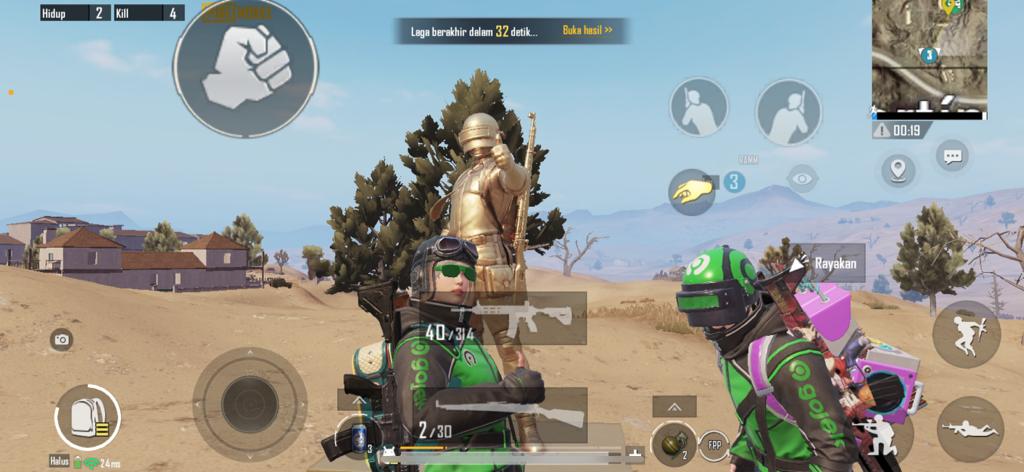 Hidup 2 Kill 4
Laga berakhir dalam 32 detik... Buka hasil >>
3
00:19
3
Rayakan
40/314
gojek
gojek
2/30
3
2
FPP
Halus 24ms